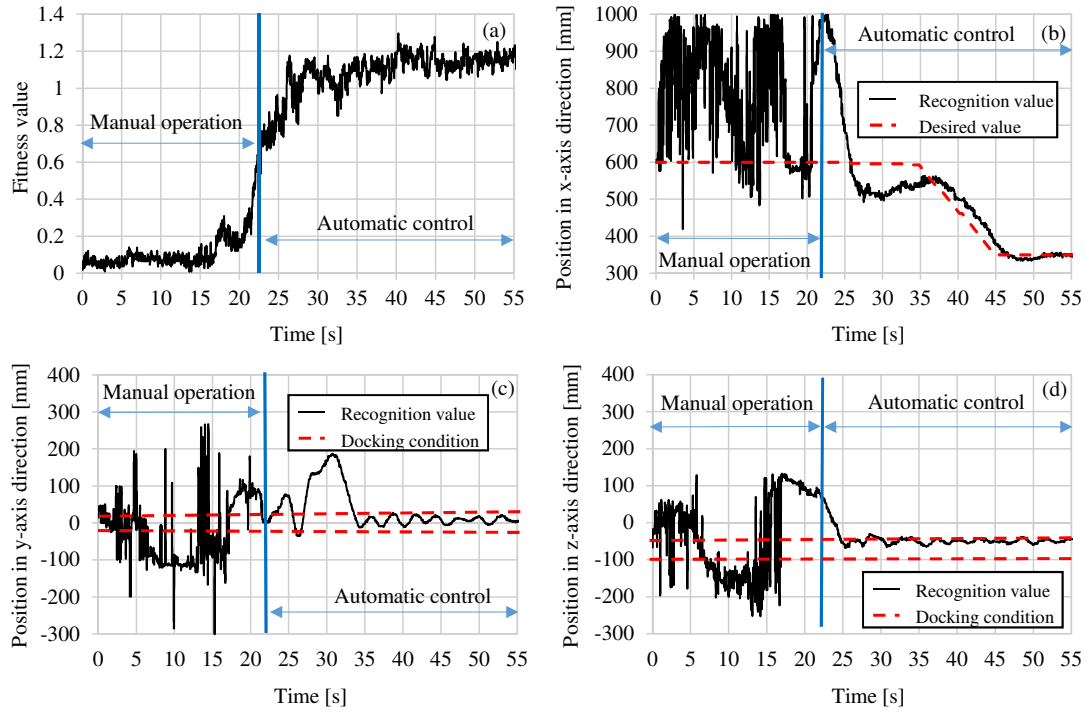 (a)
Fitness value
1.4
1.2
1
0.8
0.6
0.4
0.2
0
Manual operation
Automatic control
0 5 10 15 20 25 30 35 40 45 50 55
Time [s]
(b)
Position in x-axis direction [mm]
1000
900
800
700
600
500
400
300
Automatic control
Recognition value
Desired value
Manual operation
0 5 10 15 20 25 30 35 40 45 50 55
Time [s]
(c)
Position in y-axis direction [mm]
400
300
200
100
0
-100
-200
-300
Manual operation
Recognition value
Docking condition
Automatic control
0 5 10 15 20 25 30 35 40 45 50 55
Time [s]
(d)
Position in z-axis direction [mm]
400
300
200
100
0
-100
-200
-300
Manual operation
Automatic control
Recognition value
Docking condition
0 5 10 15 20 25 30 35 40 45 50 55
Time [s]